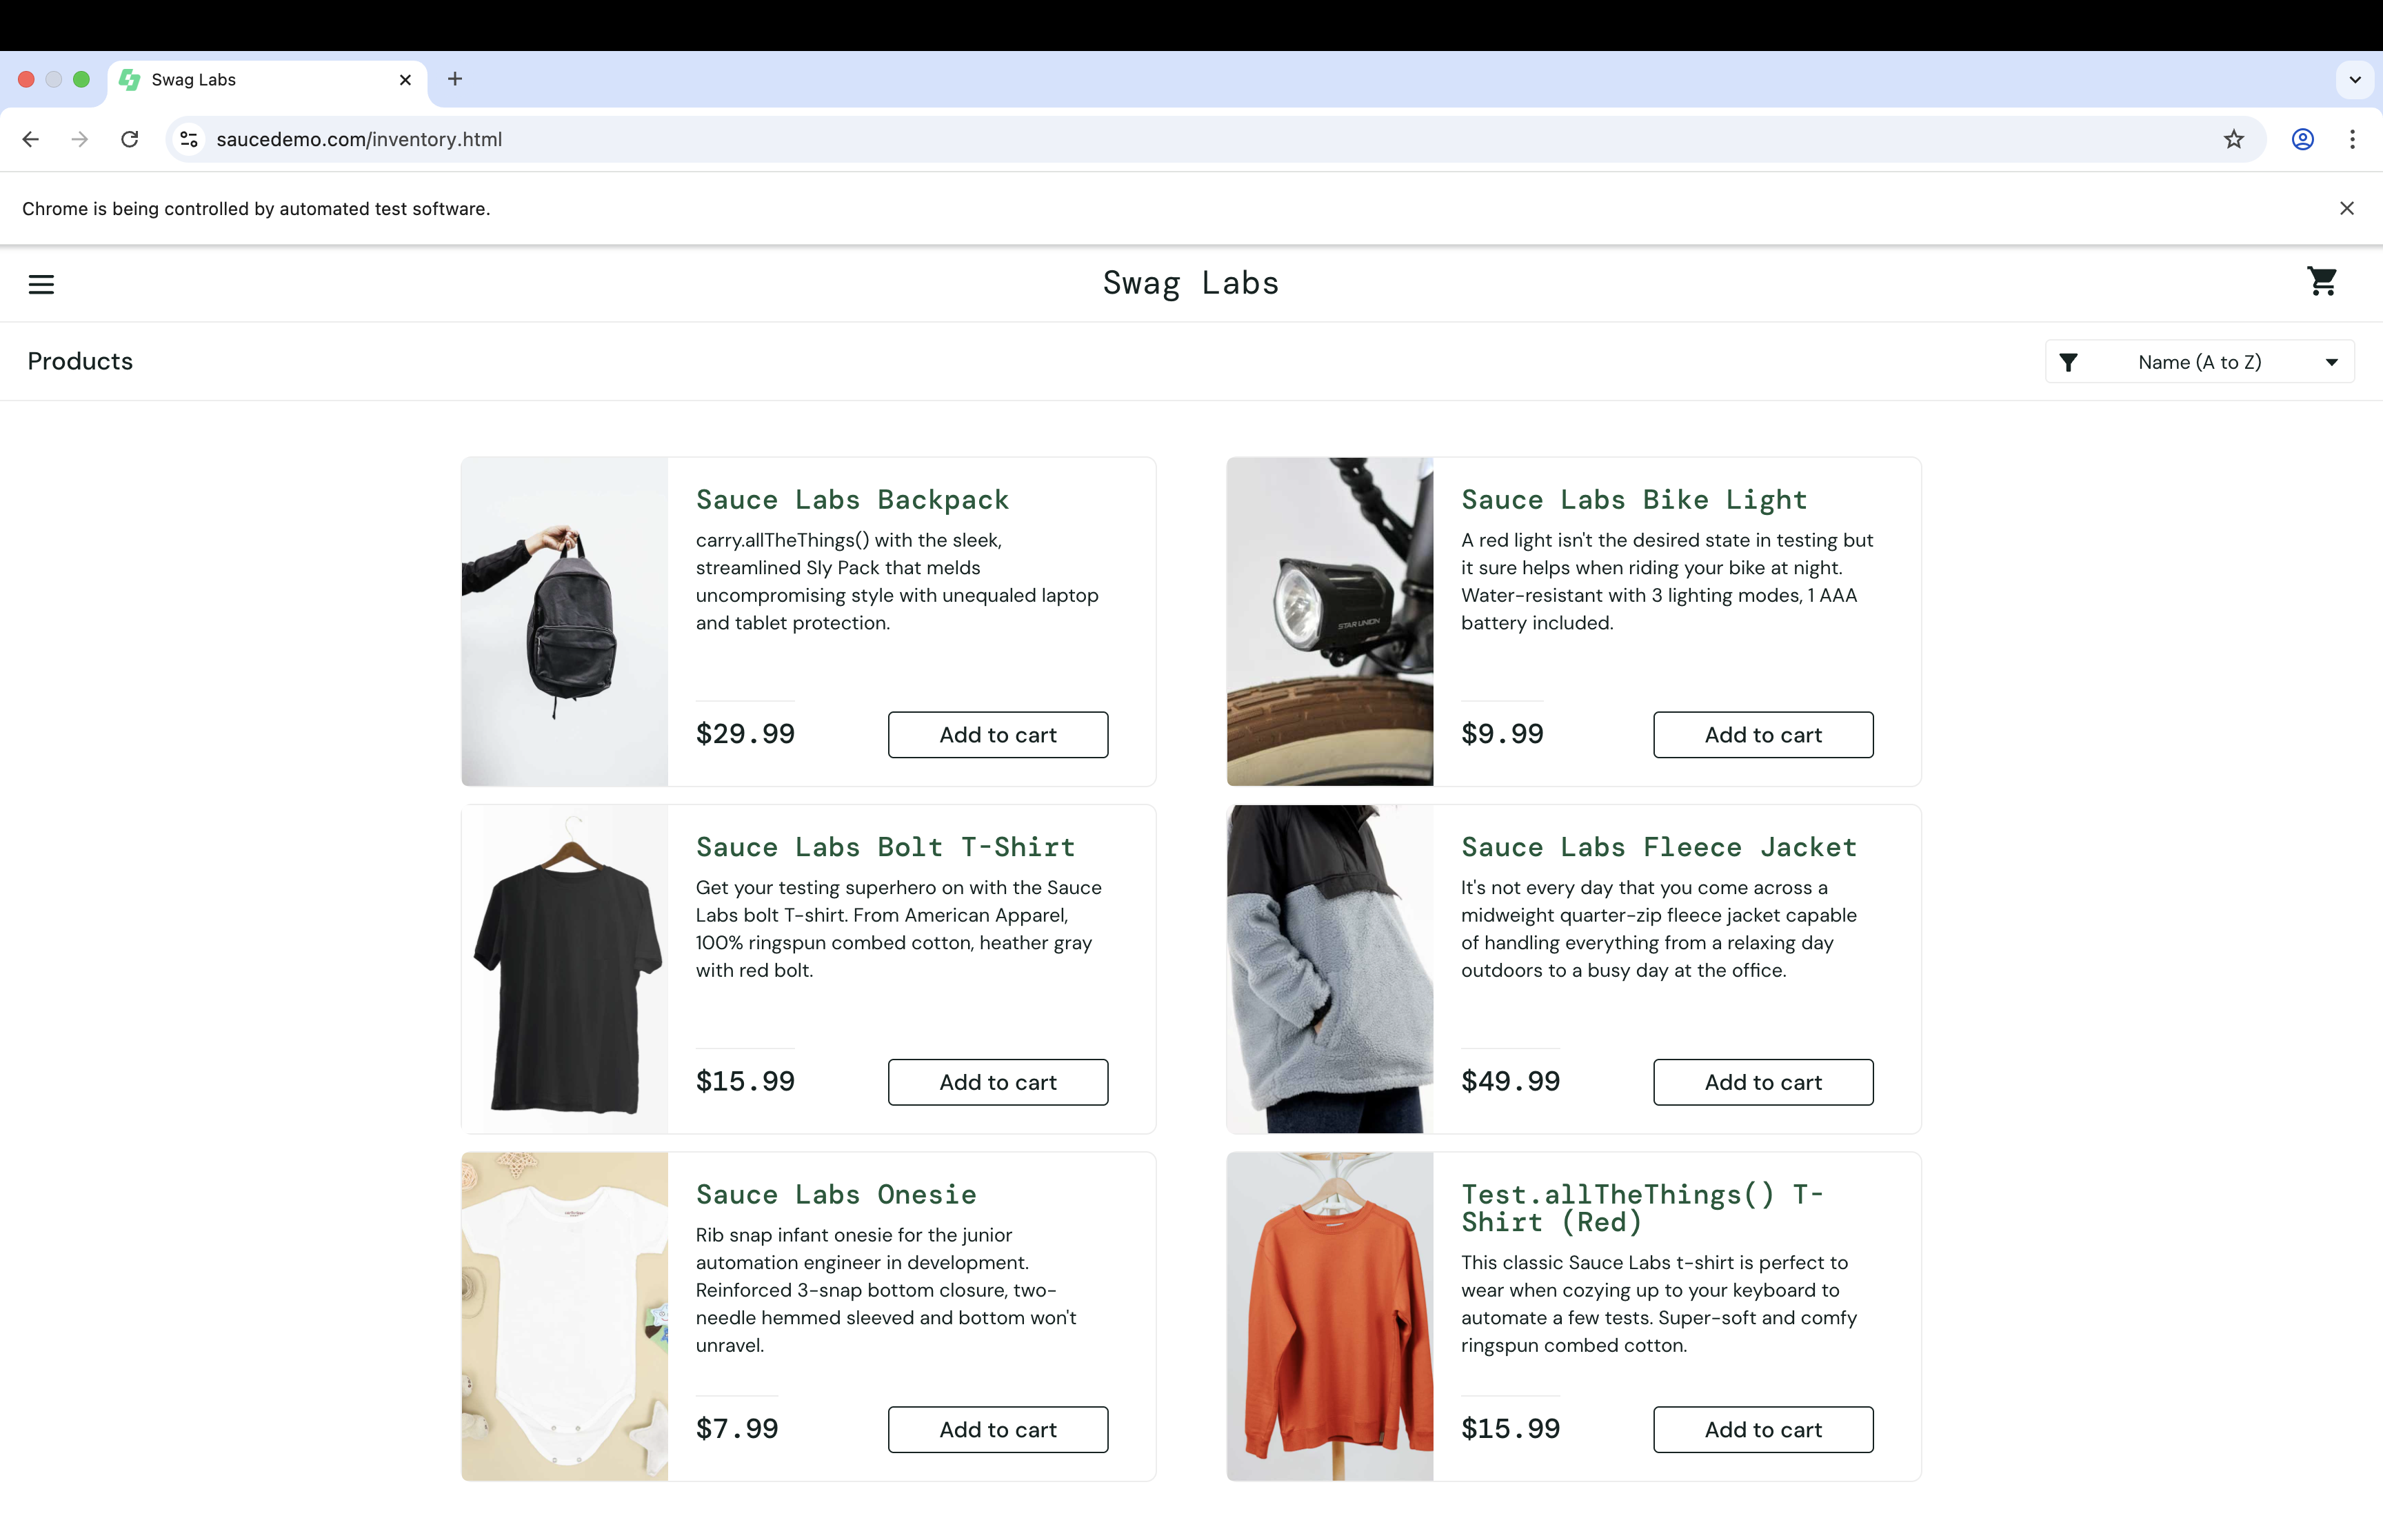 Swag Labs
saucedemo.com/inventory.html
Chrome is being controlled by automated test software.
Swag Labs
Products
Name (A to Z)
Sauce Labs Backpack
carry.allTheThings() with the sleek,
streamlined Sly Pack that melds
uncompromising style with unequaled laptop
and tablet protection.
$29.99
Add to cart
Sauce Labs Bike Light
A red light isn't the desired state in testing but
it sure helps when riding your bike at night.
Water-resistant with 3 lighting modes, 1 AAA
battery included.
STAR UNION
$9.99
Add to cart
Sauce Labs Bolt T-Shirt
Get your testing superhero on with the Sauce
Labs bolt T-shirt. From American Apparel,
100% ringspun combed cotton, heather gray
with red bolt.
$15.99
Add to cart
Sauce Labs Fleece Jacket
It's not every day that you come across a
midweight quarter-zip fleece jacket capable
of handling everything from a relaxing day
outdoors to a busy day at the office.
$49.99
Add to cart
Sauce Labs Onesie
Rib snap infant onesie for the junior
automation engineer in development.
Reinforced 3-snap bottom closure, two-
needle hemmed sleeved and bottom won't
unravel.
$7.99
Add to cart
Test.allTheThings() T-
Shirt (Red)
This classic Sauce Labs t-shirt is perfect to
wear when cozying up to your keyboard to
automate a few tests. Super-soft and comfy
ringspun combed cotton.
$15.99
Add to cart